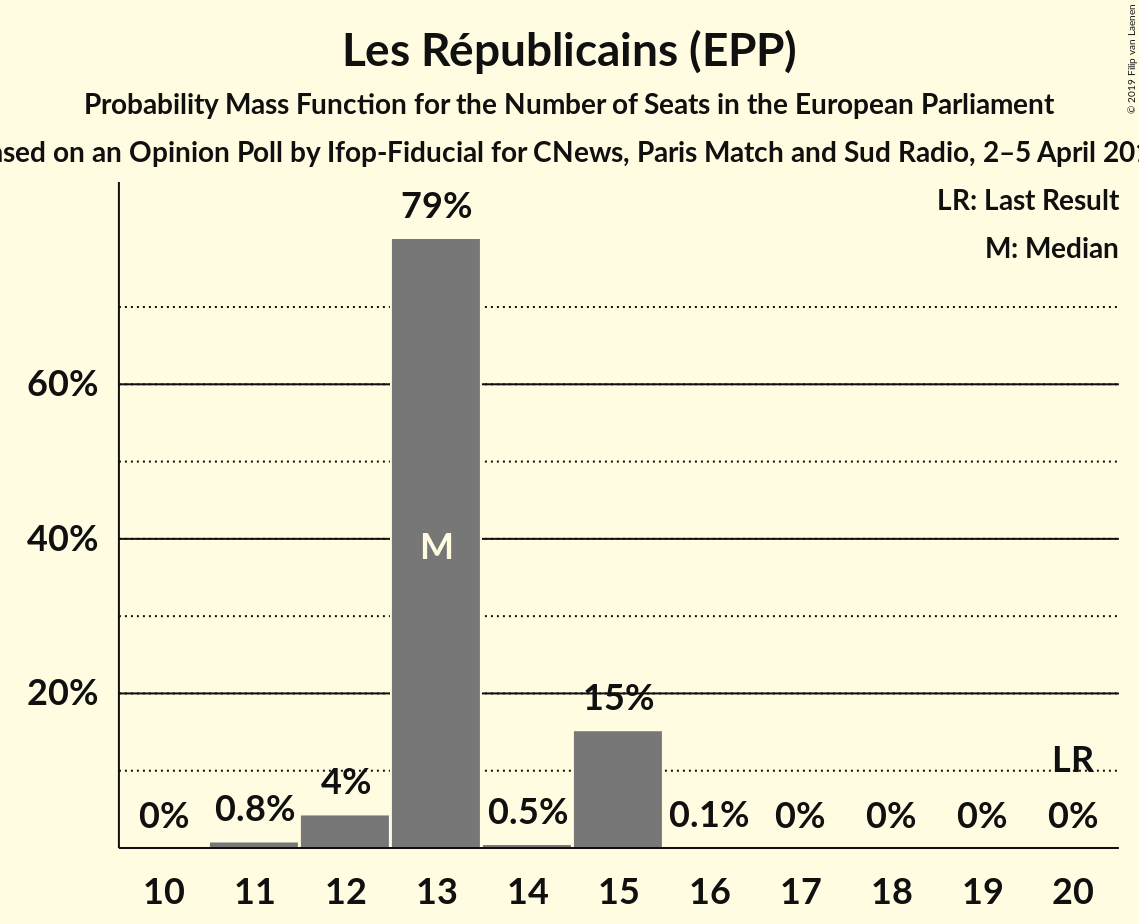 Les Républicains (EPP)
Probability Mass Function for the Number of Seats in the European Parliament
on an Opinion Poll by Ifop-Fiducial for CNews, Paris Match and Sud Radio, 2–5 April
© 2019 Filip van Laenen
LR: Last Result
M: Median
79%
60%
40%
M
20%
15%
LR
0% 0.8% 4% 0.5% 0.1% 0% 0% 0% 0%
10 11 12 13 14 15 16 17 18 19 20